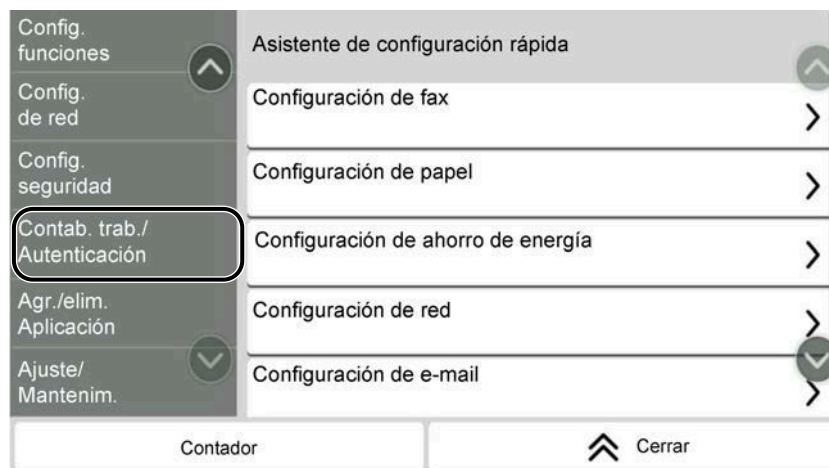 Config.
funciones
Config.
de red
Config.
seguridad
Contab. trab./
Autenticación
Agr./elim.
Aplicación
Ajuste/
Mantenim.
Asistente de configuración rápida
Configuración de fax
Configuración de papel
Configuración de ahorro de energía
Configuración de red
Configuración de e-mail
Contador
Cerrar